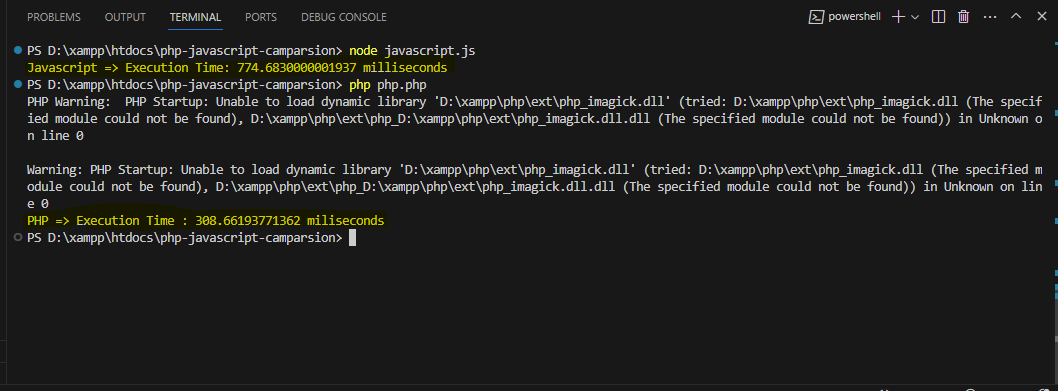 PROBLEMS OUTPUT TERMINAL PORTS DEBUG CONSOLE powershell
PS D:\xampp\htdocs\php-javascript-camparsion> node javascript.js
Javascript => Execution Time: 774.6830000001937 milliseconds
PS D:\xampp\htdocs\php-javascript-camparsion> php php.php
PHP Warning:  PHP Startup: Unable to load dynamic library 'D:\xampp\php\ext\php_imagick.dll' (tried: D:\xampp\php\ext\php_imagick.dll (The specif
ied module could not be found), D:\xampp\php\ext\php_D:\xampp\php\ext\php_imagick.dll.dll (The specified module could not be found)) in Unknown o
n line 0
Warning: PHP Startup: Unable to load dynamic library 'D:\xampp\php\ext\php_imagick.dll' (tried: D:\xampp\php\ext\php_imagick.dll (The specified m
odule could not be found), D:\xampp\php\ext\php_D:\xampp\php\ext\php_imagick.dll.dll (The specified module could not be found)) in Unknown on lin
e 0
PHP => Execution Time : 308.66193771362 miliseconds
PS D:\xampp\htdocs\php-javascript-camparsion>